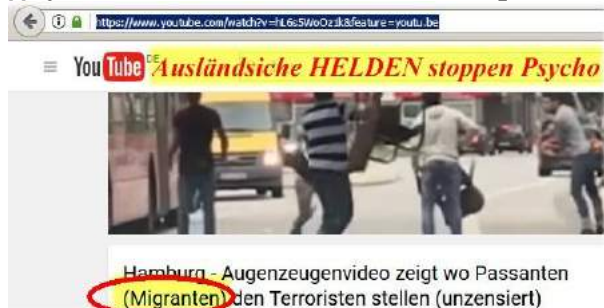 https://www.youtube.com/watch?v=hL6s5WoOz1k&feature=youtu.be
YouTube DE Ausländsiche HELDEN stoppen Psycho
Hamburg - Augenzeugenvideo zeigt wo Passanten
(Migranten) den Terroristen stellen (unzensiert)